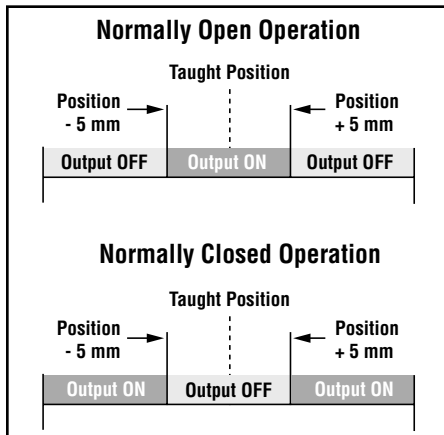 Normally Open Operation
Taught Position
Position
- 5 mm
Position
+ 5 mm
Output OFF Output ON Output OFF
Normally Closed Operation
Taught Position
Position
- 5 mm
Position
+ 5 mm
Output ON Output OFF Output ON